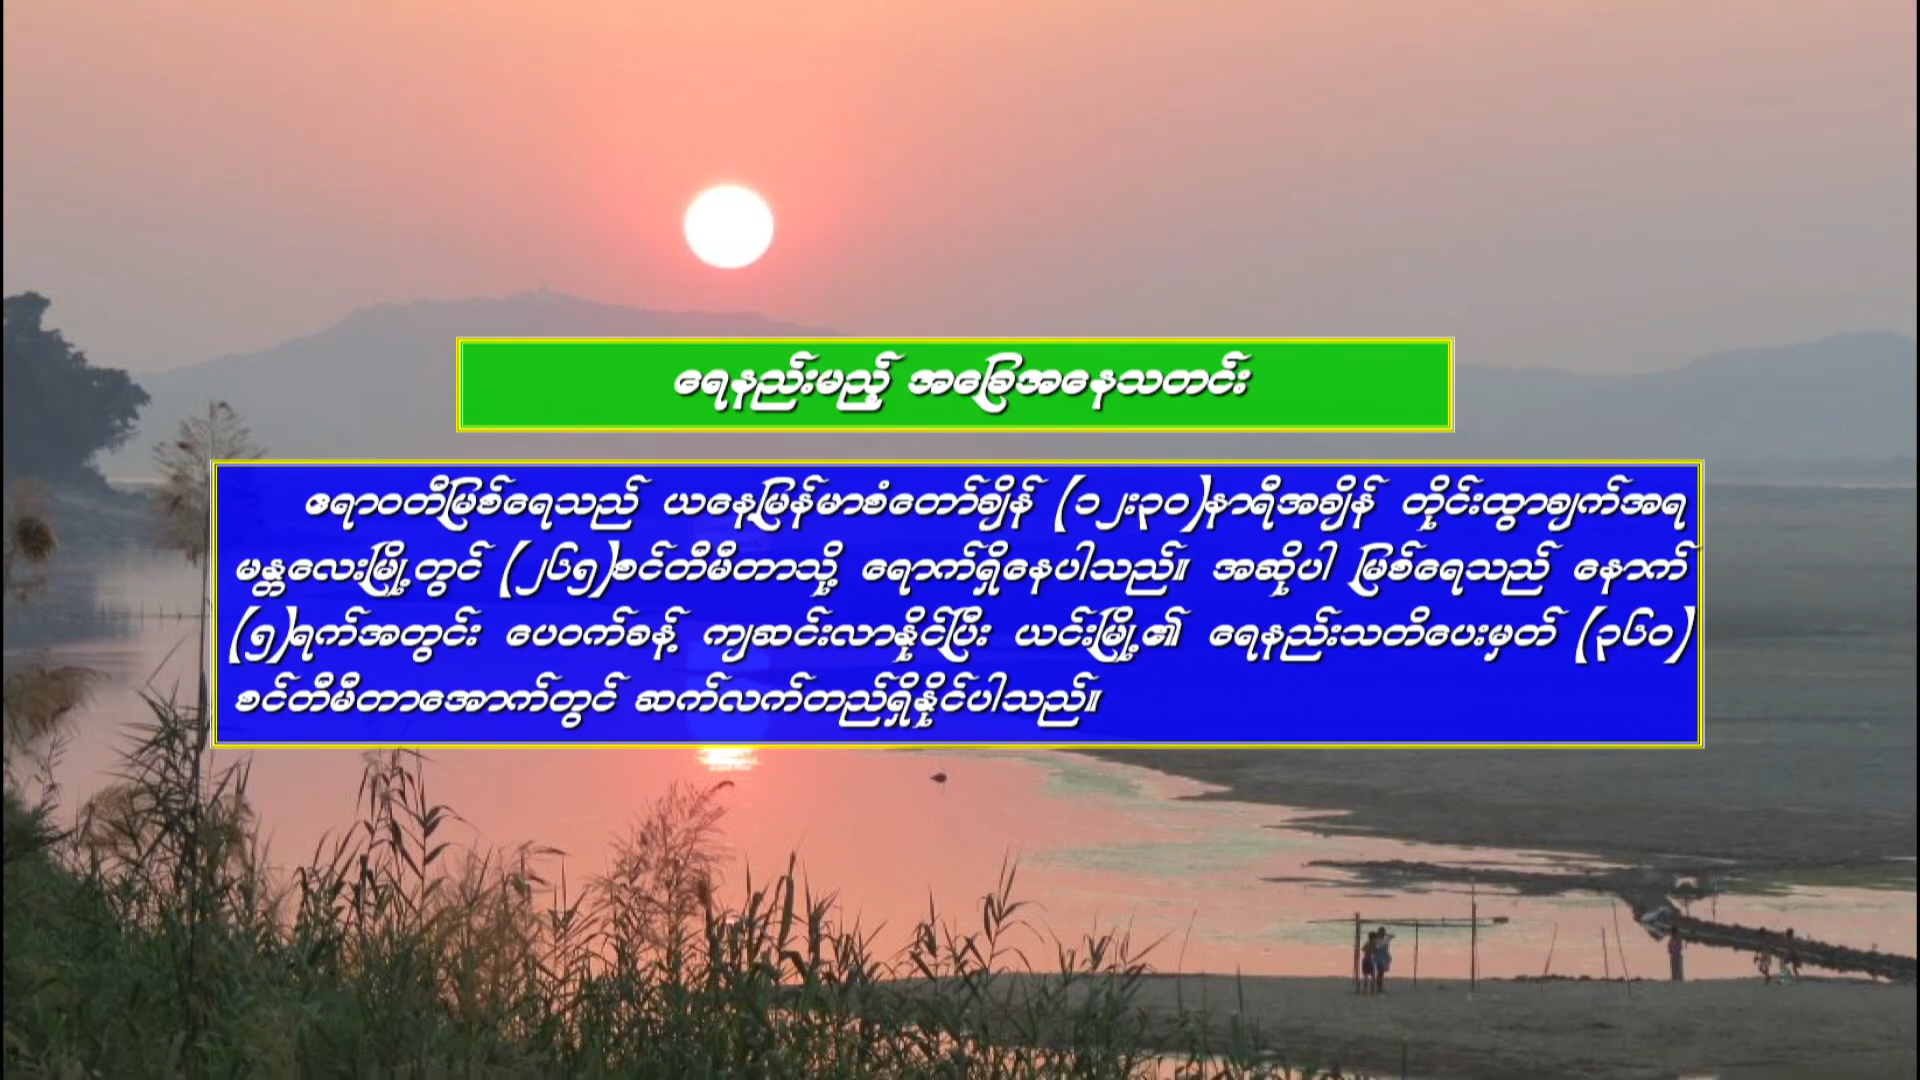 ရေနည်းမည့် အခြေအနေသတင်း
ဧရာဝတီမြစ်ရေသည် ယနေ့မြန်မာစံတော်ချိန် (၁၂း၃၀)နာရီအချိန် တိုင်းထွာချက်အရ
မန္တလေးမြို့တွင် (၂၆၅)စင်တီမီတာသို့ ရောက်ရှိနေပါသည်။ အဆိုပါ မြစ်ရေသည် နောက်
(၅)ရက်အတွင်း ပေဝက်ခန့် ကျဆင်းလာနိုင်ပြီး ယင်းမြို့၏ ရေနည်းသတိပေးမှတ် (၃၆၀)
စင်တီမီတာအောက်တွင် ဆက်လက်တည်ရှိနိုင်ပါသည်။